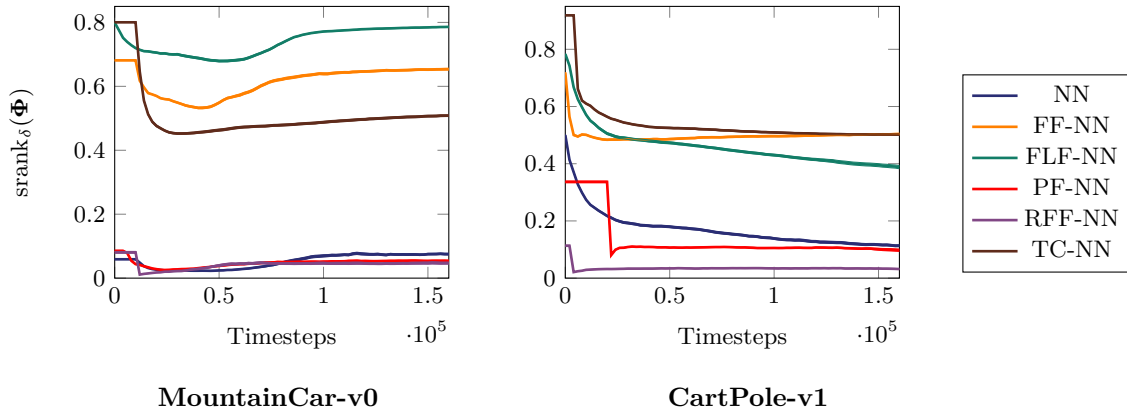 srank_δ(Φ)
0.8
0.6
0.4
0.2
0
0 0.5 1 1.5
·10^5
Timesteps
MountainCar-v0
0.8
0.6
0.4
0.2
0
0 0.5 1 1.5
·10^5
Timesteps
CartPole-v1
NN
FF-NN
FLF-NN
PF-NN
RFF-NN
TC-NN